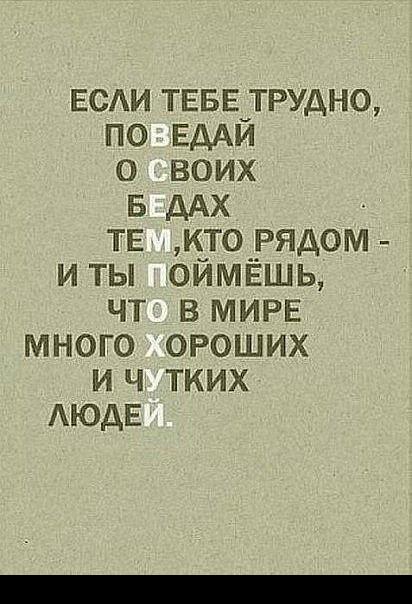 ЕСЛИ ТЕБЕ ТРУДНО,
ПОВЕДАЙ
О СВОИХ
БЕДАХ
ТЕМ,КТО РЯДОМ -
И ТЫ ПОЙМЁШЬ,
ЧТО В МИРЕ
МНОГО ХОРОШИХ
И ЧУТКИХ
ЛЮДЕЙ.